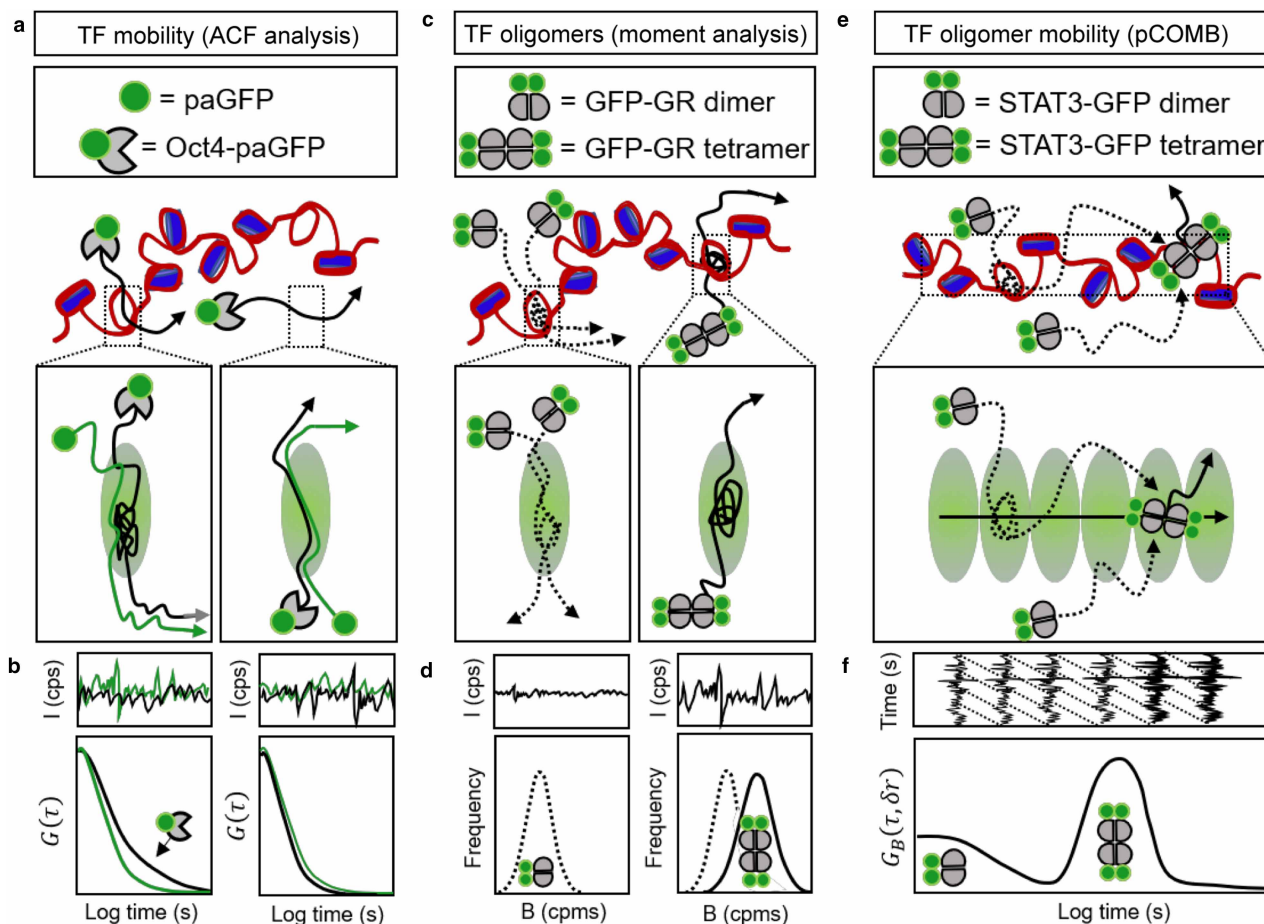 a
TF mobility (ACF analysis)
= paGFP
= Oct4-paGFP
b
I (cps)
I (cps)
G(τ)
G(τ)
Log time (s)
Log time (s)
c
TF oligomers (moment analysis)
= GFP-GR dimer
= GFP-GR tetramer
d
I (cps)
I (cps)
Frequency
Frequency
B (cpms)
B (cpms)
e
TF oligomer mobility (pCOMB)
= STAT3-GFP dimer
= STAT3-GFP tetramer
f
Time (s)
G_B(τ, δr)
Log time (s)